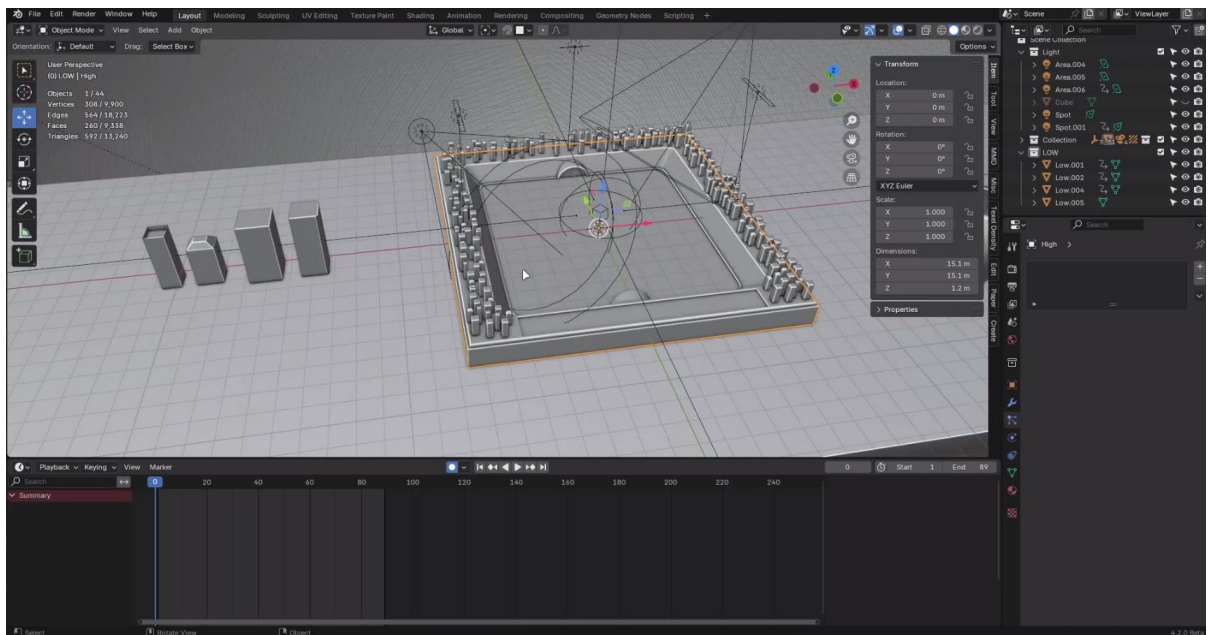 File Edit Render Window Help Layout Modeling Sculpting UV Editing Texture Paint Shading Animation Rendering Compositing Geometry Nodes Scripting + Scene ViewLayer
Object Mode View Select Add Object Global Search
Orientation: Default Drag: Select Box Options
User Perspective
(0) LOW | High
Objects 1/44
Vertices 308/9,900
Edges 564/18,223
Faces 260/9,338
Triangles 592/13,240
Z
Transform
Location:
X 0 m
Y 0 m
Z 0 m
Rotation:
X 0°
Y 0°
Z 0°
XYZ Euler
Scale:
X 1.000
Y 1.000
Z 1.000
Dimensions:
X 15.1 m
Y 15.1 m
Z 1.2 m
Properties
Item
Tool
View
MMD
Misc
Texel Density
Edit
Paper
Create
Scene Collection
Light
Area.004
Area.005
Area.006
Cube
Spot
Spot.001
Collection
LOW
Low.001
Low.002
Low.004
Low.005
Search
High
Playback Keying View Marker 0 Start 1 End 89
Search 0 20 40 60 80 100 120 140 160 180 200 220 240
Summary
Select Rotate View Object 4.2.0 Beta